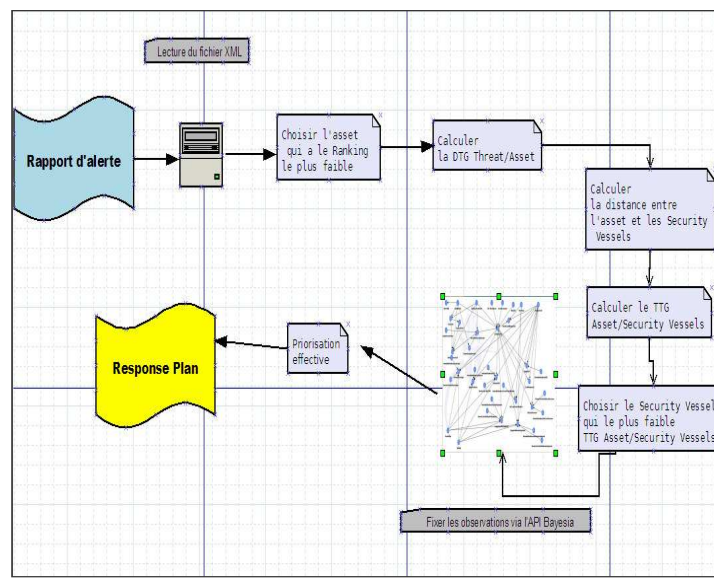 Lecture du fichier XML
Rapport d'alerte
Choisir l'asset
qui a le Ranking
le plus faible
Calculer
la DTG Threat/Asset
Calculer
la distance entre
l'asset et les Security
Vessels
Calculer le TTG
Asset/Security Vessels
Choisir le Security Vessel
qui le plus faible
TTG Asset/Security Vessels
Fixer les observations via l'API Bayesia
Priorisation
effective
Response Plan